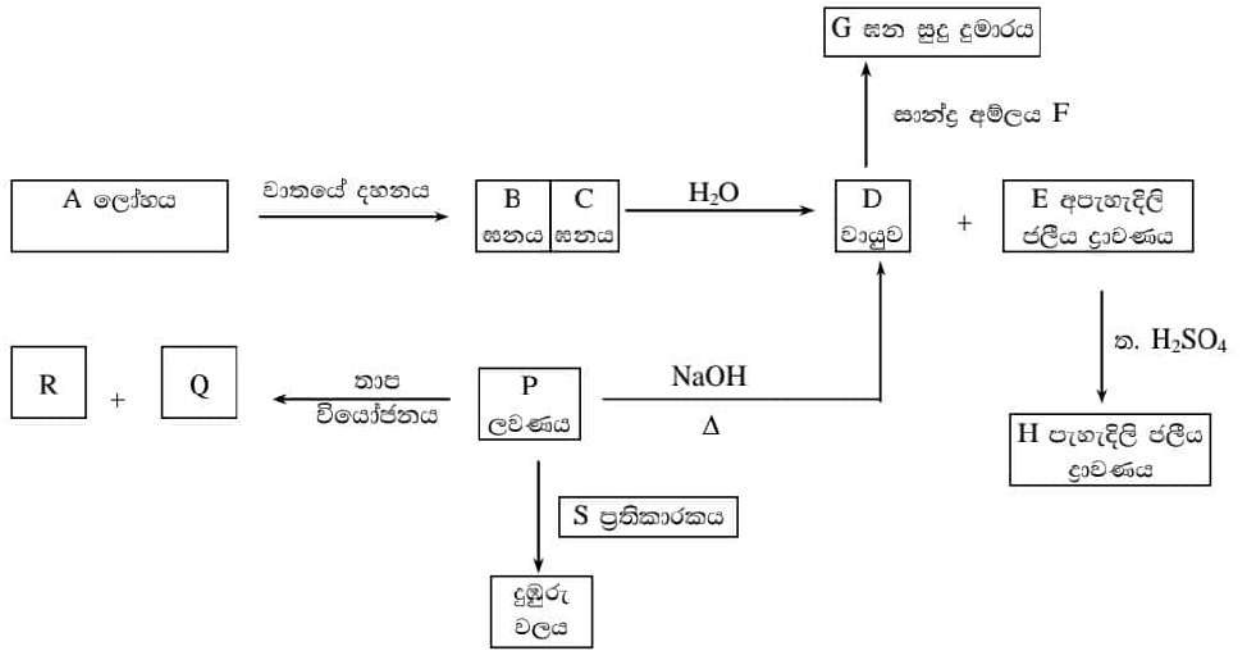 G ඝන සුදු දුමාරය
සාන්ද්‍ර අම්ලය F
A ලෝහය
වාතයේ දහනය
B
ඝනය
C
ඝනය
H₂O
D
වායුව
+
E අපැහැදිලි
ජලීය ද්‍රාවණය
ත. H₂SO₄
R
+
Q
තාප
වියෝජනය
P
ලවණය
NaOH
Δ
H පැහැදිලි ජලීය
ද්‍රාවණය
S ප්‍රතිකාරකය
දුඹුරු
වලය